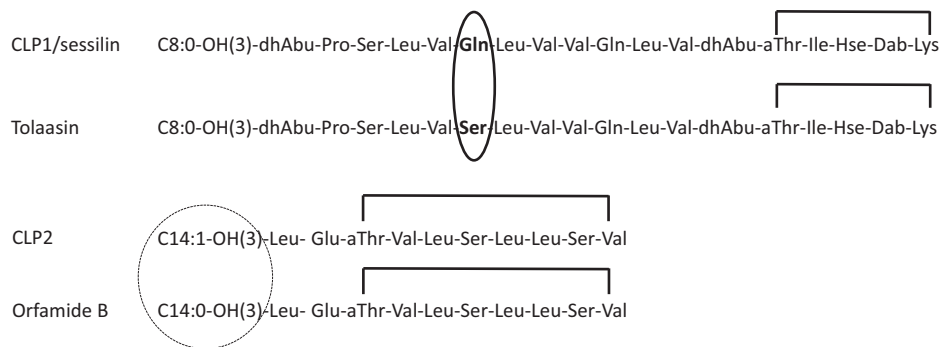 CLP1/sessilin C8:0-OH(3)-dhAbu-Pro-Ser-Leu-Val-Gln-Leu-Val-Val-Gln-Leu-Val-dhAbu-aThr-Ile-Hse-Dab-Lys
Tolaasin C8:0-OH(3)-dhAbu-Pro-Ser-Leu-Val-Ser-Leu-Val-Val-Gln-Leu-Val-dhAbu-aThr-Ile-Hse-Dab-Lys
CLP2 C14:1-OH(3)-Leu- Glu-aThr-Val-Leu-Ser-Leu-Leu-Ser-Val
Orfamide B C14:0-OH(3)-Leu- Glu-aThr-Val-Leu-Ser-Leu-Leu-Ser-Val